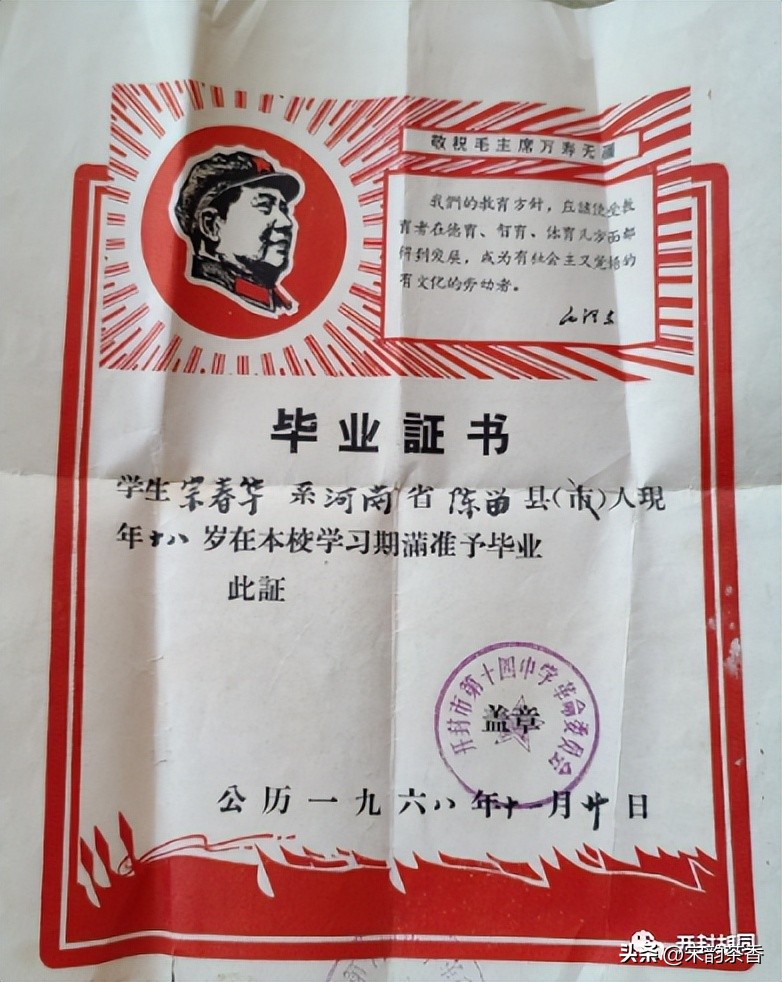 敬祝毛主席万寿无疆
我們的教育方針，应該使受教
育者在德育、智育、体育几方面都
得到发展，成为有社会主义觉悟的
有文化的劳动者。
毛泽东
毕业証书
学生宗春华 系河南省陈留县(市)人現
年十八岁在本校学习期滿准予毕业
此証
开封市第十四中学革命委员会
盖章
公历一九六八年十一月廿日
开封胡同
头条@宋韵茶香